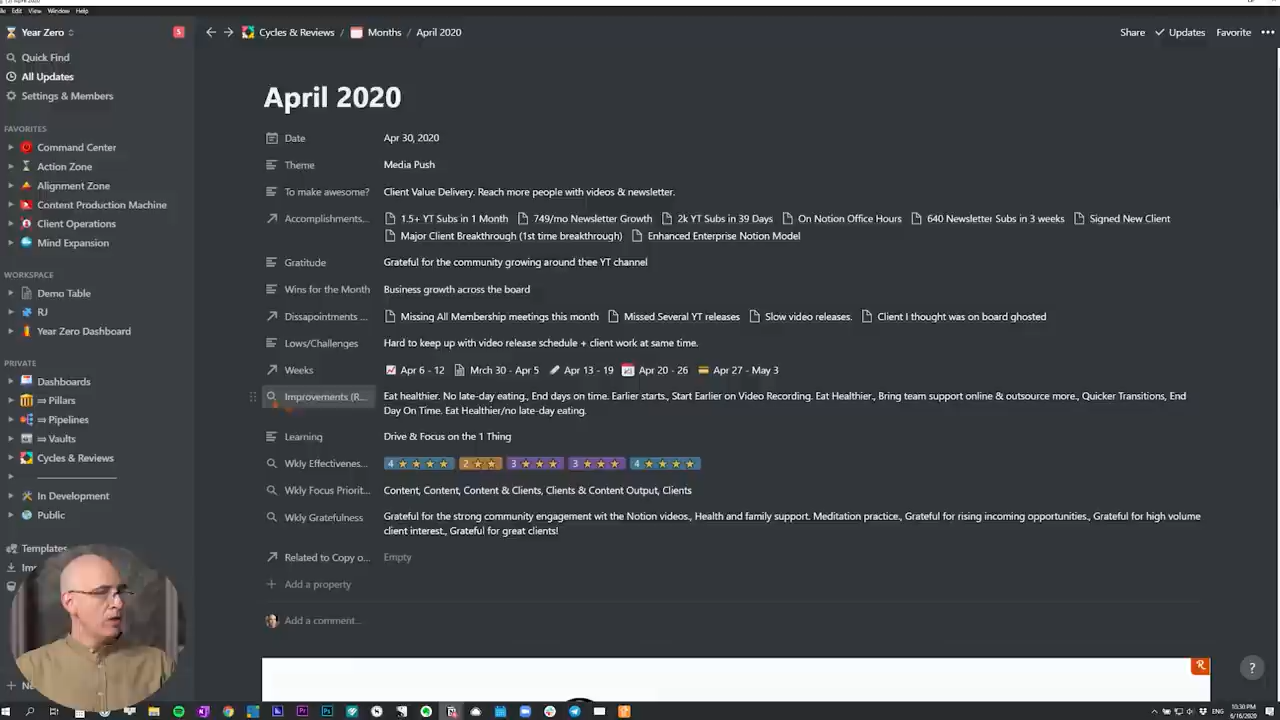 April 2020
File Edit View Window Help
Year Zero
5
Cycles & Reviews / Months / April 2020
Share Updates Favorite
Quick Find
All Updates
Settings & Members
FAVORITES
Command Center
Action Zone
Alignment Zone
Content Production Machine
Client Operations
Mind Expansion
WORKSPACE
Demo Table
RJ
Year Zero Dashboard
PRIVATE
Dashboards
Pillars
Pipelines
Vaults
Cycles & Reviews
In Development
Public
Templates
April 2020
Date Apr 30, 2020
Theme Media Push
To make awesome? Client Value Delivery. Reach more people with videos & newsletter.
Accomplishments... 1.5+ YT Subs in 1 Month 749/mo Newsletter Growth 2k YT Subs in 39 Days On Notion Office Hours 640 Newsletter Subs in 3 weeks Signed New Client
Major Client Breakthrough (1st time breakthrough) Enhanced Enterprise Notion Model
Gratitude Grateful for the community growing around thee YT channel
Wins for the Month Business growth across the board
Dissapointments ... Missing All Membership meetings this month Missed Several YT releases Slow video releases. Client I thought was on board ghosted
Lows/Challenges Hard to keep up with video release schedule + client work at same time.
Weeks Apr 6 - 12 Mrch 30 - Apr 5 Apr 13 - 19 Apr 20 - 26 Apr 27 - May 3
Improvements (R... Eat healthier. No late-day eating., End days on time. Earlier starts., Start Earlier on Video Recording. Eat Healthier., Bring team support online & outsource more., Quicker Transitions, End
Day On Time. Eat Healthier/no late-day eating.
Learning Drive & Focus on the 1 Thing
Wkly Effectivenes... 4 ★★★★ 2 ★★ 3 ★★★ 3 ★★★ 4 ★★★★
Wkly Focus Priorit... Content, Content, Content & Clients, Clients & Content Output, Clients
Wkly Gratefulness Grateful for the strong community engagement wit the Notion videos., Health and family support. Meditation practice., Grateful for rising incoming opportunities., Grateful for high volume
client interest., Grateful for great clients!
Related to Copy o... Empty
Add a property
Add a comment...
?
ENG
10:30 PM
6/16/2020